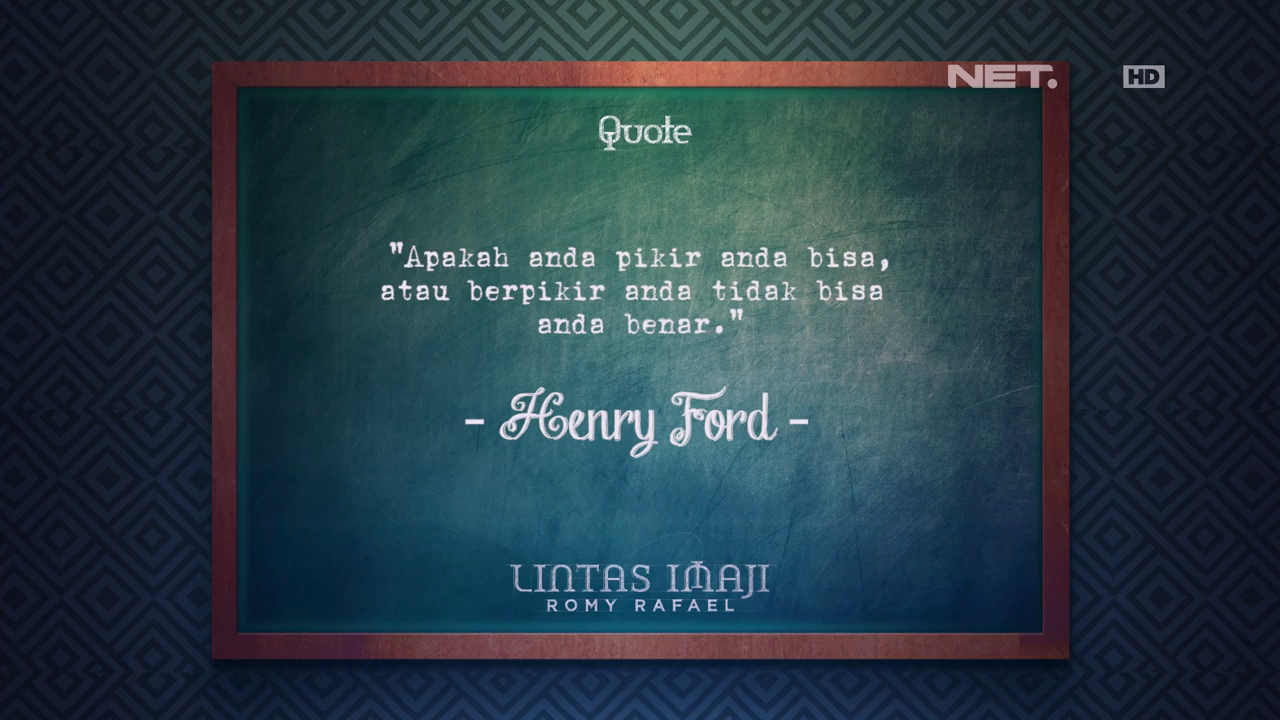 NET.
HD
Quote
"Apakah anda pikir anda bisa,
atau berpikir anda tidak bisa
anda benar."
- Henry Ford -
LINTAS IMAJI
ROMY RAFAEL